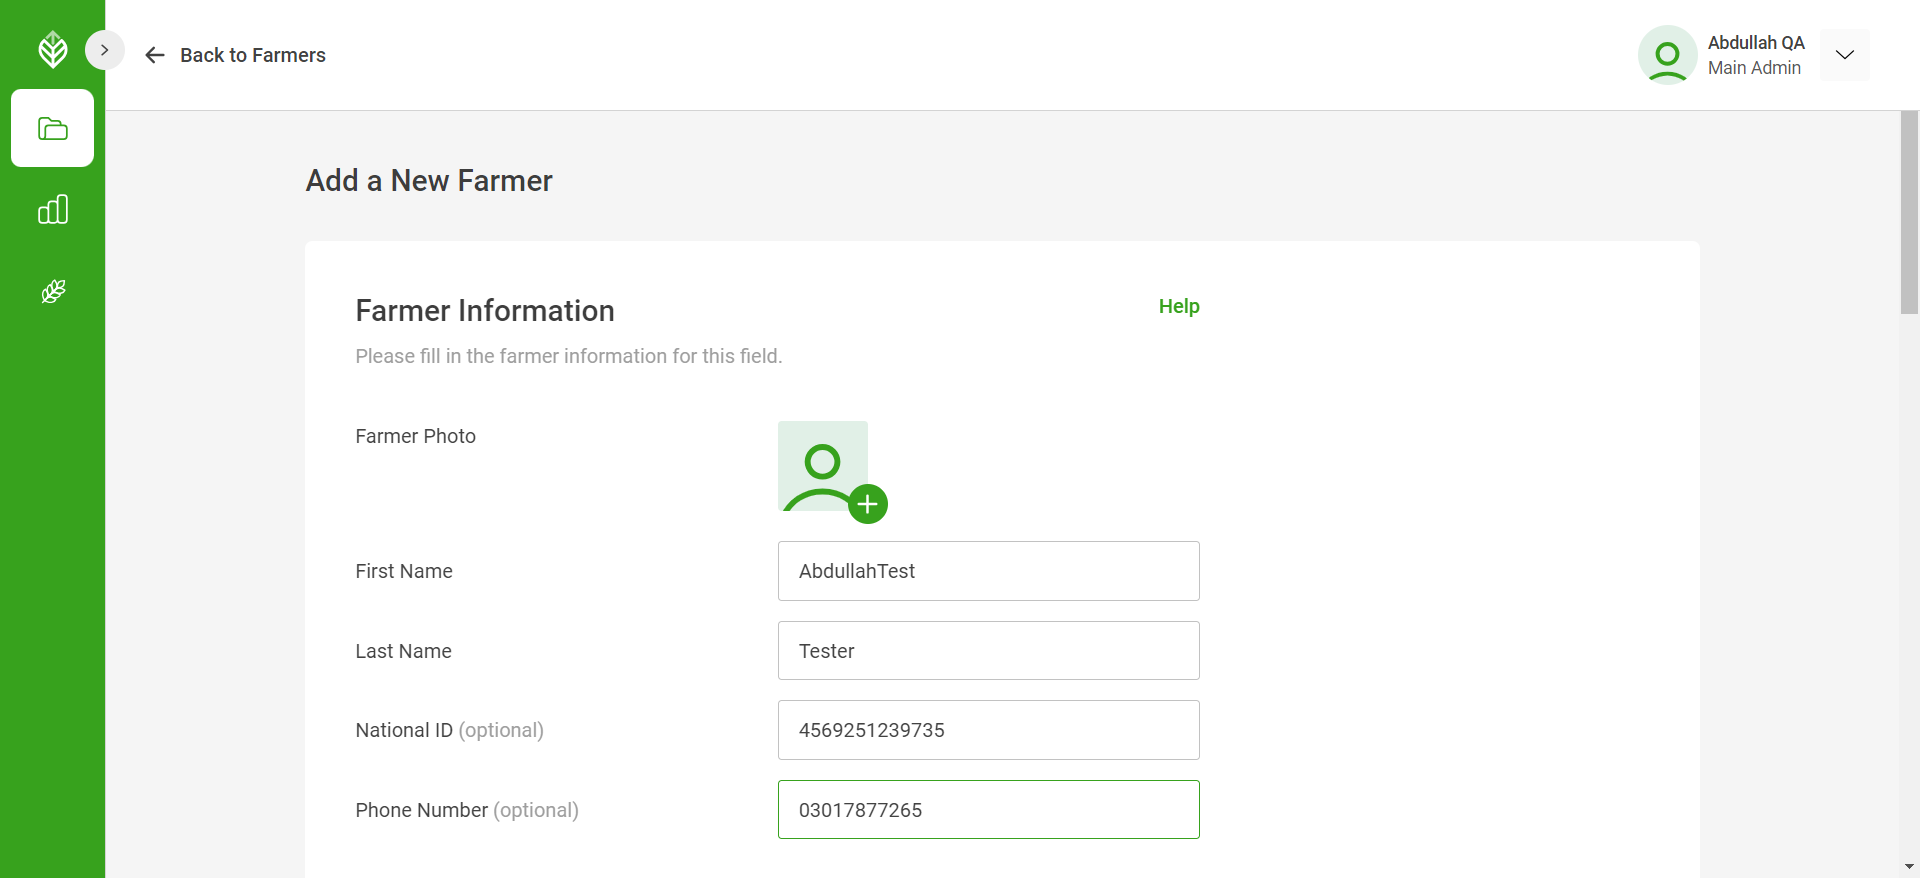 Back to Farmers
Abdullah QA
Main Admin
Add a New Farmer
Farmer Information
Help
Please fill in the farmer information for this field.
Farmer Photo
First Name
AbdullahTest
Last Name
Tester
National ID (optional)
4569251239735
Phone Number (optional)
03017877265